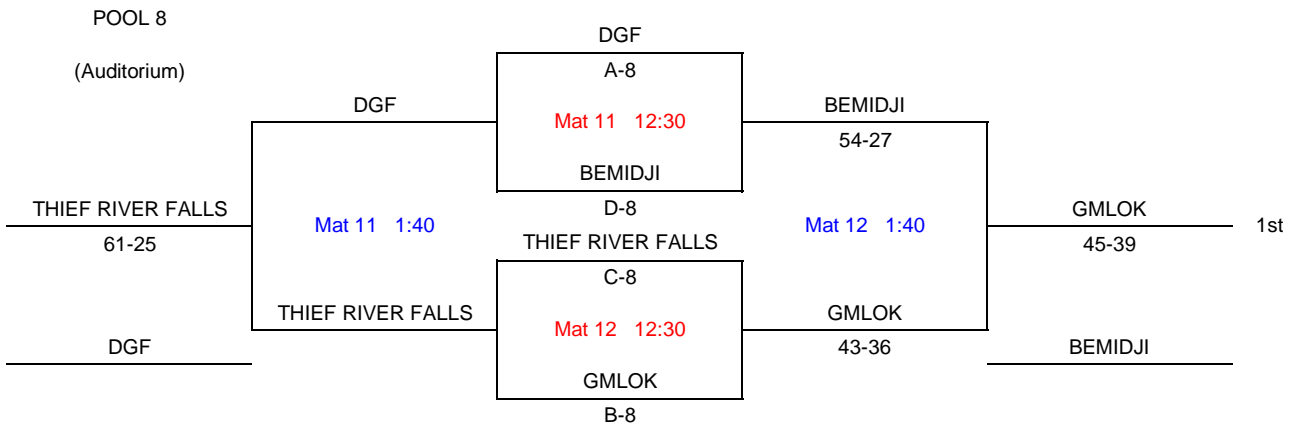 POOL 8
DGF
(Auditorium)
A-8
DGF
BEMIDJI
Mat 11 12:30
54-27
BEMIDJI
THIEF RIVER FALLS
D-8
GMLOK
Mat 11 1:40
Mat 12 1:40
1st
61-25
THIEF RIVER FALLS
45-39
C-8
THIEF RIVER FALLS
GMLOK
Mat 12 12:30
DGF
43-36
BEMIDJI
GMLOK
B-8